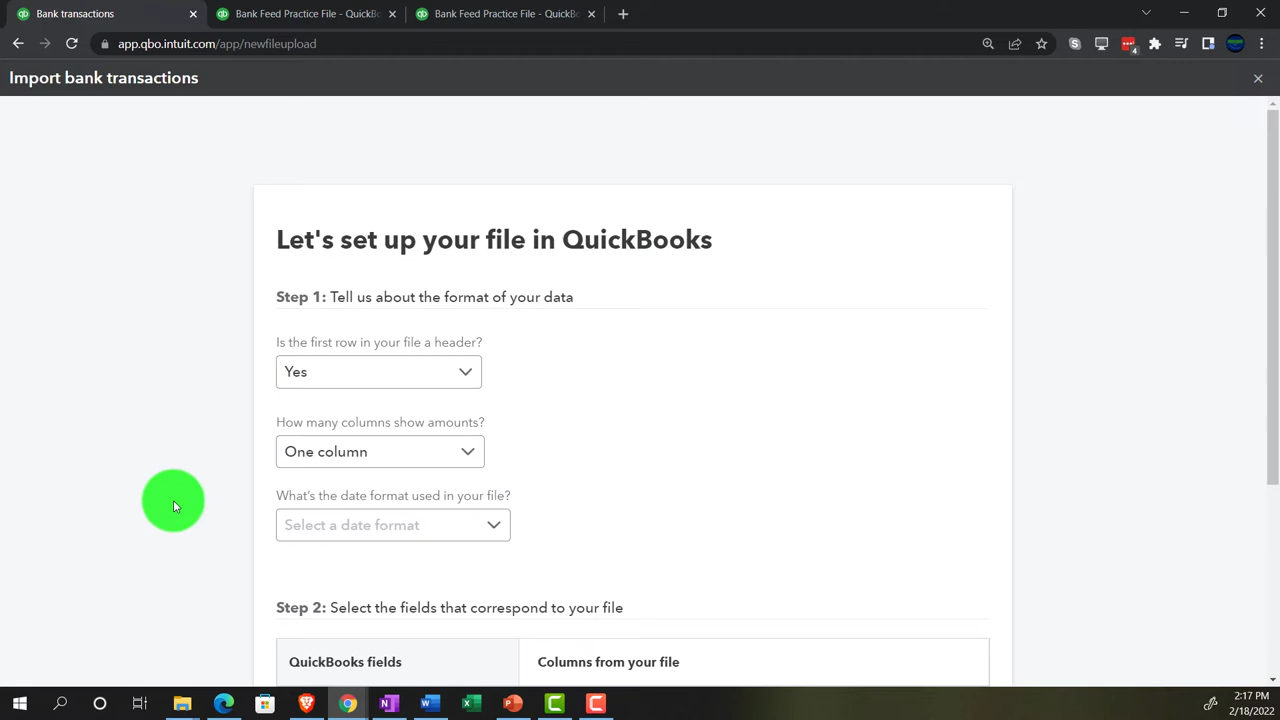 Bank transactions
Bank Feed Practice File - QuickBo
Bank Feed Practice File - QuickBo
app.qbo.intuit.com/app/newfileupload
4
Import bank transactions
Let's set up your file in QuickBooks
Step 1: Tell us about the format of your data
Is the first row in your file a header?
Yes
How many columns show amounts?
One column
What's the date format used in your file?
Select a date format
Step 2: Select the fields that correspond to your file
QuickBooks fields
Columns from your file
2:17 PM
2/18/2022